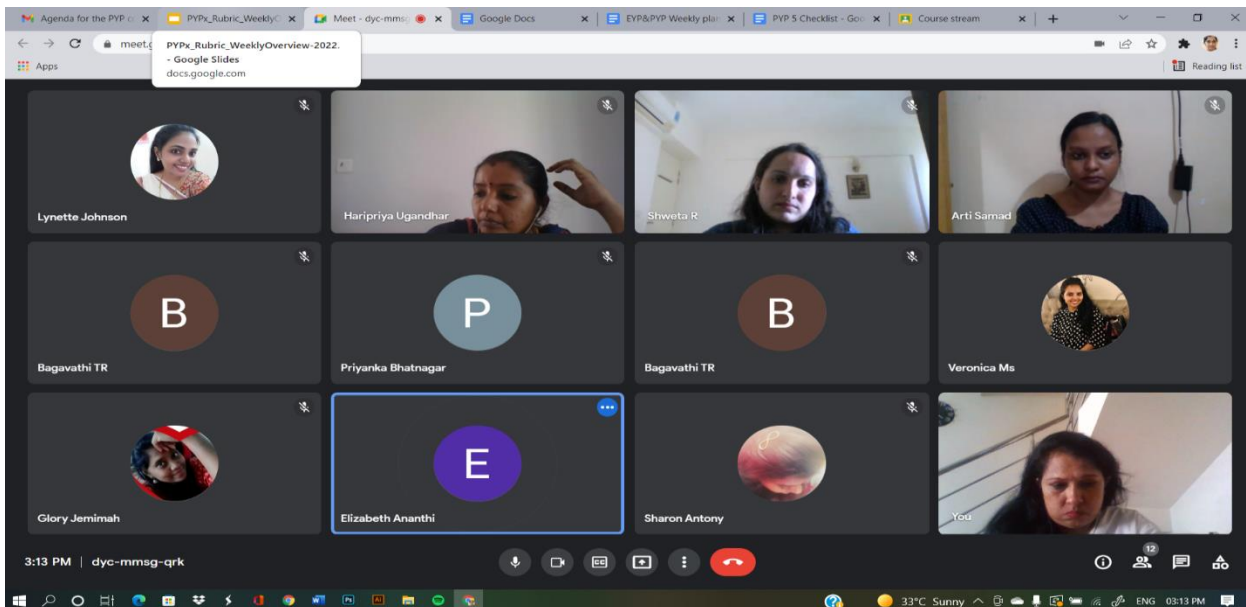 Agenda for the PYP c
PYPx_Rubric_WeeklyO
Meet - dyc-mmsg
Google Docs
EYP&PYP Weekly plan
PYP 5 Checklist - Goo
Course stream
meet.g
PYPx_Rubric_WeeklyOverview-2022.
- Google Slides
docs.google.com
Apps
Reading list
Lynette Johnson
Haripriya Ugandhar
Shweta R
Arti Samad
B
P
B
Bagavathi TR
Priyanka Bhatnagar
Bagavathi TR
Veronica Ms
E
Glory Jemimah
Elizabeth Ananthi
Sharon Antony
You
3:13 PM | dyc-mmsg-qrk
CC
12
33°C Sunny
ENG
03:13 PM